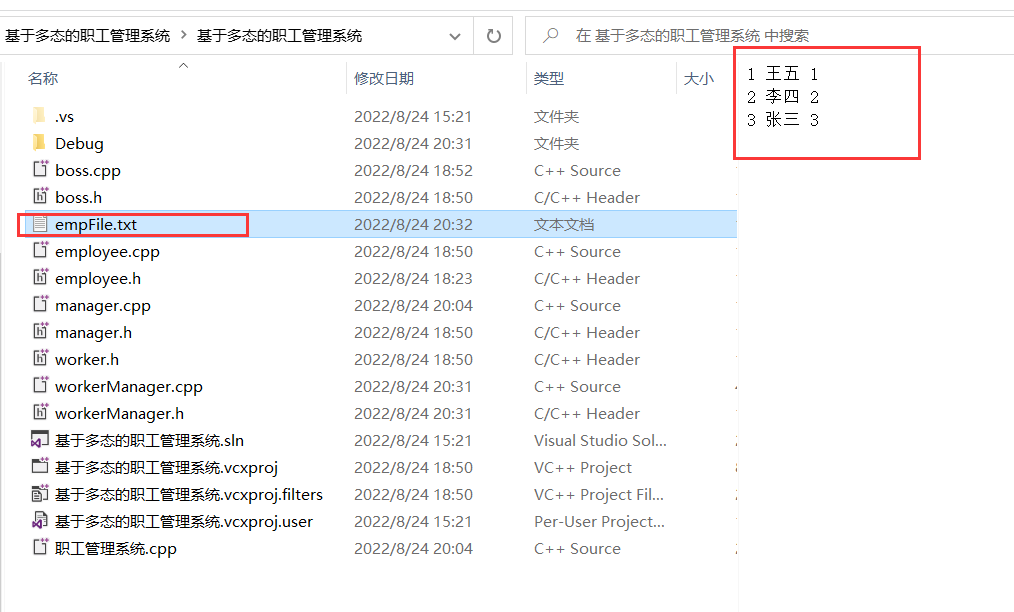 基于多态的职工管理系统 > 基于多态的职工管理系统
在 基于多态的职工管理系统 中搜索
名称 修改日期 类型 大小
.vs 2022/8/24 15:21 文件夹
Debug 2022/8/24 20:31 文件夹
boss.cpp 2022/8/24 18:52 C++ Source
boss.h 2022/8/24 18:50 C/C++ Header
empFile.txt 2022/8/24 20:32 文本文档
employee.cpp 2022/8/24 18:50 C++ Source
employee.h 2022/8/24 18:23 C/C++ Header
manager.cpp 2022/8/24 20:04 C++ Source
manager.h 2022/8/24 18:50 C/C++ Header
worker.h 2022/8/24 18:50 C/C++ Header
workerManager.cpp 2022/8/24 20:31 C++ Source
workerManager.h 2022/8/24 20:31 C/C++ Header
基于多态的职工管理系统.sln 2022/8/24 15:21 Visual Studio Sol...
基于多态的职工管理系统.vcxproj 2022/8/24 18:50 VC++ Project
基于多态的职工管理系统.vcxproj.filters 2022/8/24 18:50 VC++ Project Fil...
基于多态的职工管理系统.vcxproj.user 2022/8/24 15:21 Per-User Project...
职工管理系统.cpp 2022/8/24 20:04 C++ Source
1 王五 1
2 李四 2
3 张三 3